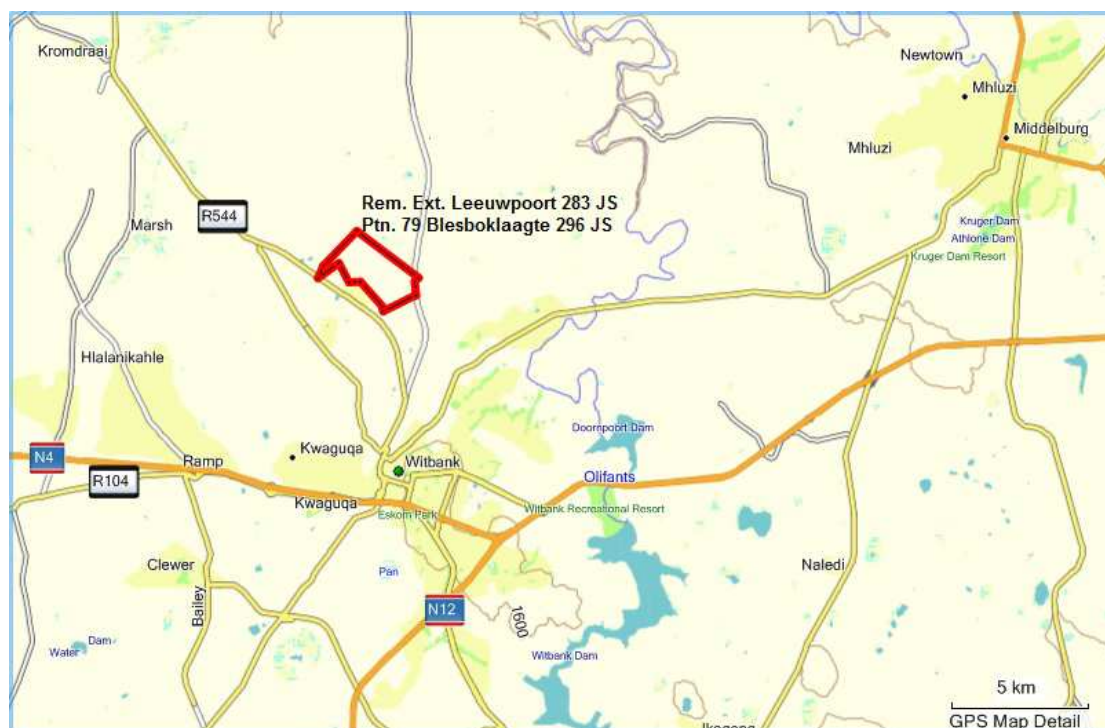 Kromdraai
Newtown
Mhluzi
Middelburg
Mhluzi
Rem. Ext. Leeuwpoort 283 JS
Ptn. 79 Blesboklaagte 296 JS
R544
Marsh
Kruger Dam
Athlone Dam
Kruger Dam Resort
Hlalanikahle
Doornpoort Dam
Kwaguqa
Witbank
N4
Ramp
R104
Olifants
Kwaguqa
Eskom Park
Witbank Recreational Resort
Clewer
Pan
Naledi
Bailey
N12
1600
Dam
Water
Witbank Dam
5 km
GPS Map Detail